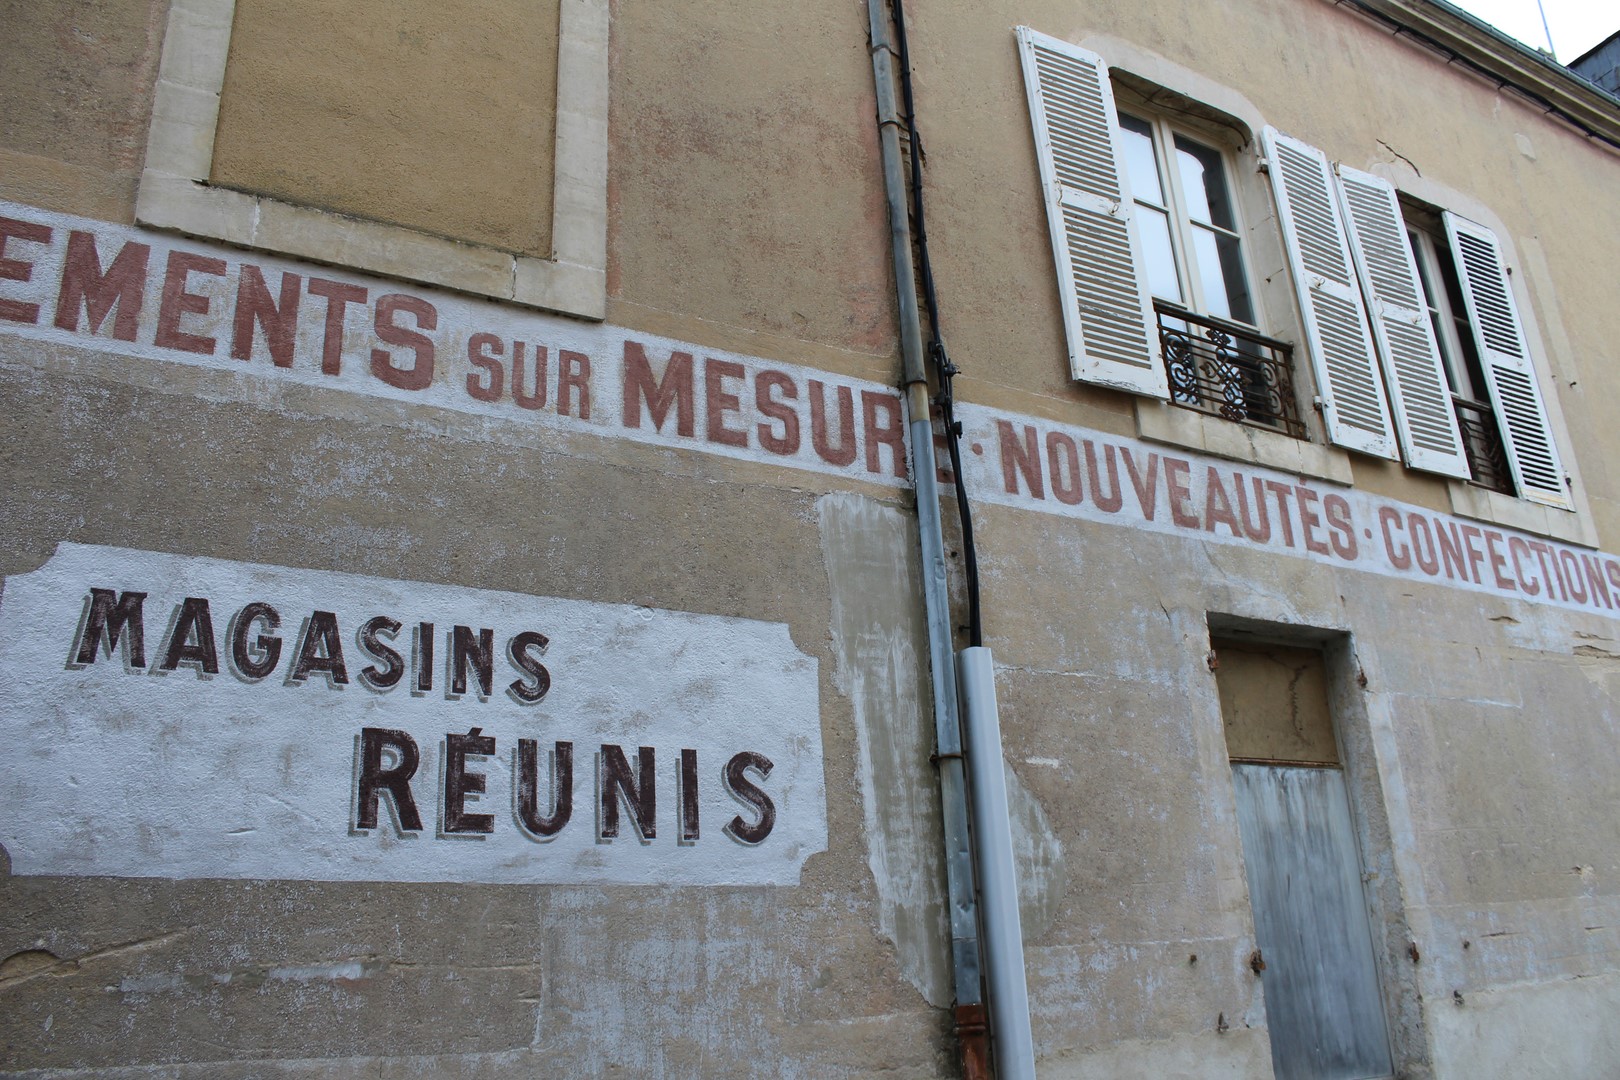 EMENTS SUR MESURE · NOUVEAUTÉS · CONFECTIONS
MAGASINS
RÉUNIS